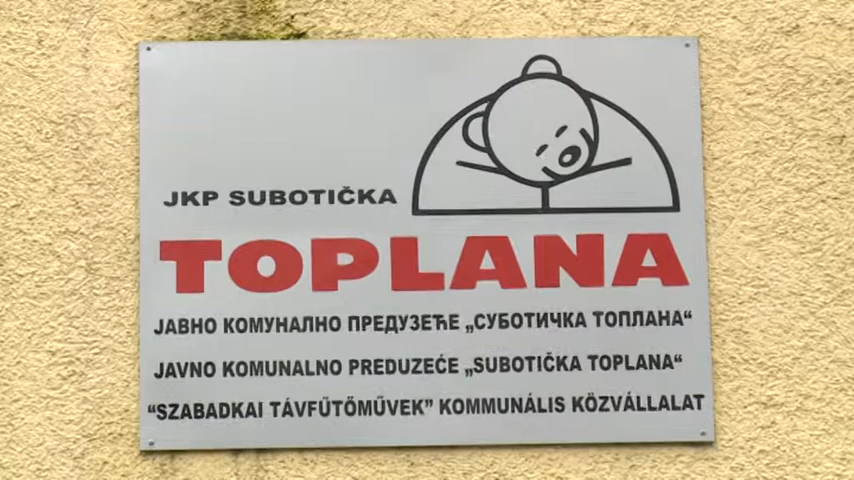 JKP SUBOTIČKA
TOPLANA
ЈАВНО КОМУНАЛНО ПРЕДУЗЕЋЕ „СУБОТИЧКА ТОПЛАНА“
JAVNO KOMUNALNO PREDUZEĆE „SUBOTIČKA TOPLANA“
“SZABADKAI TÁVFŰTŐMŰVEK” KOMMUNÁLIS KÖZVÁLLALAT